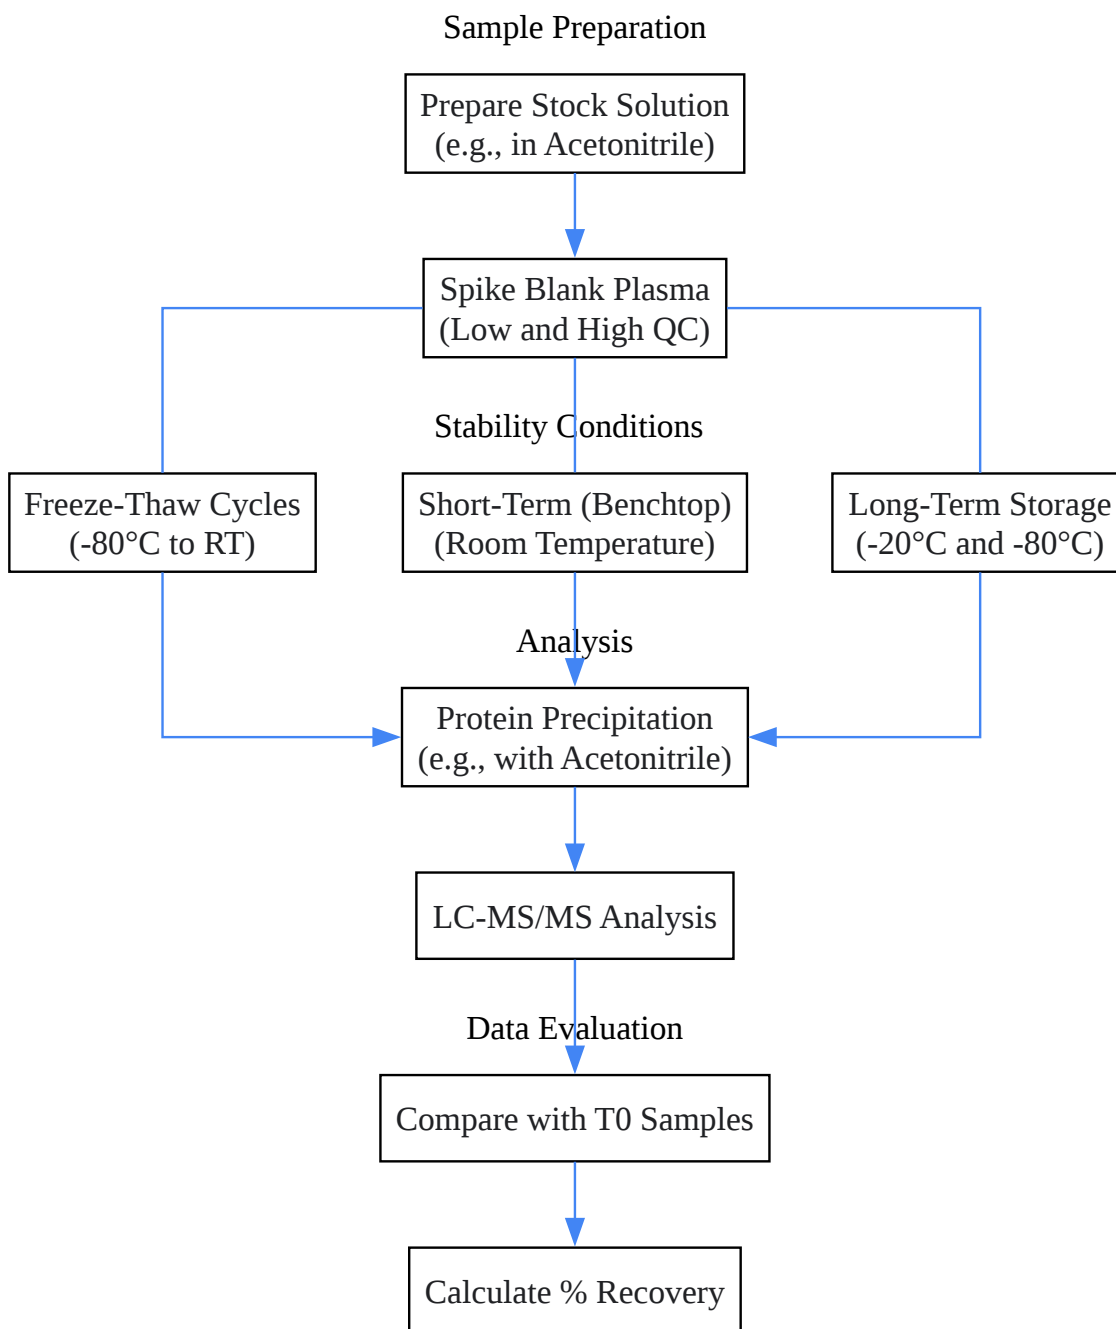 Sample Preparation
Prepare Stock Solution
(e.g., in Acetonitrile)
Spike Blank Plasma
(Low and High QC)
Stability Conditions
Freeze-Thaw Cycles
(-80°C to RT)
Short-Term (Benchtop)
(Room Temperature)
Long-Term Storage
(-20°C and -80°C)
Analysis
Protein Precipitation
(e.g., with Acetonitrile)
LC-MS/MS Analysis
Data Evaluation
Compare with T0 Samples
Calculate % Recovery